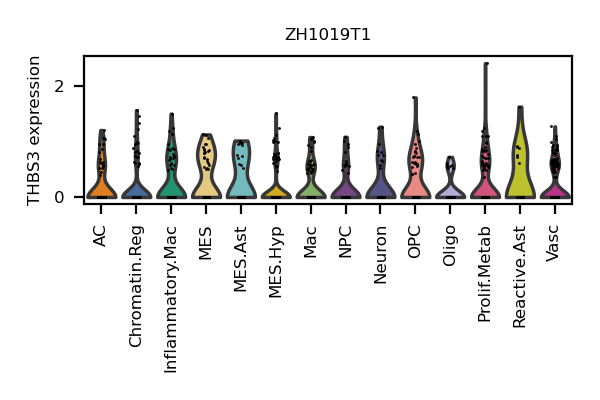 ZH1019T1
THBS3 expression
2
0
AC
Chromatin.Reg
Inflammatory.Mac
MES
MES.Ast
MES.Hyp
Mac
NPC
Neuron
OPC
Oligo
Prolif.Metab
Reactive.Ast
Vasc